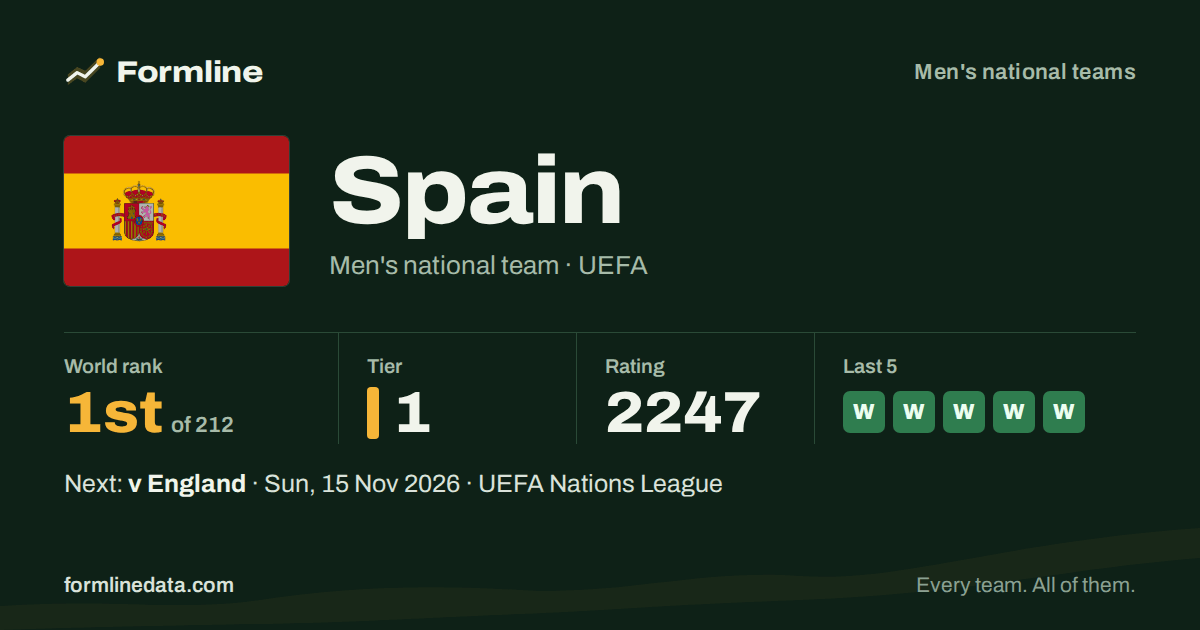 Formline
Men's national teams
Spain
Men's national team · UEFA
World rank
1st of 212
Tier
1
Rating
2247
Last 5
W W W W W
Next: v England · Sun, 15 Nov 2026 · UEFA Nations League
formlinedata.com
Every team. All of them.